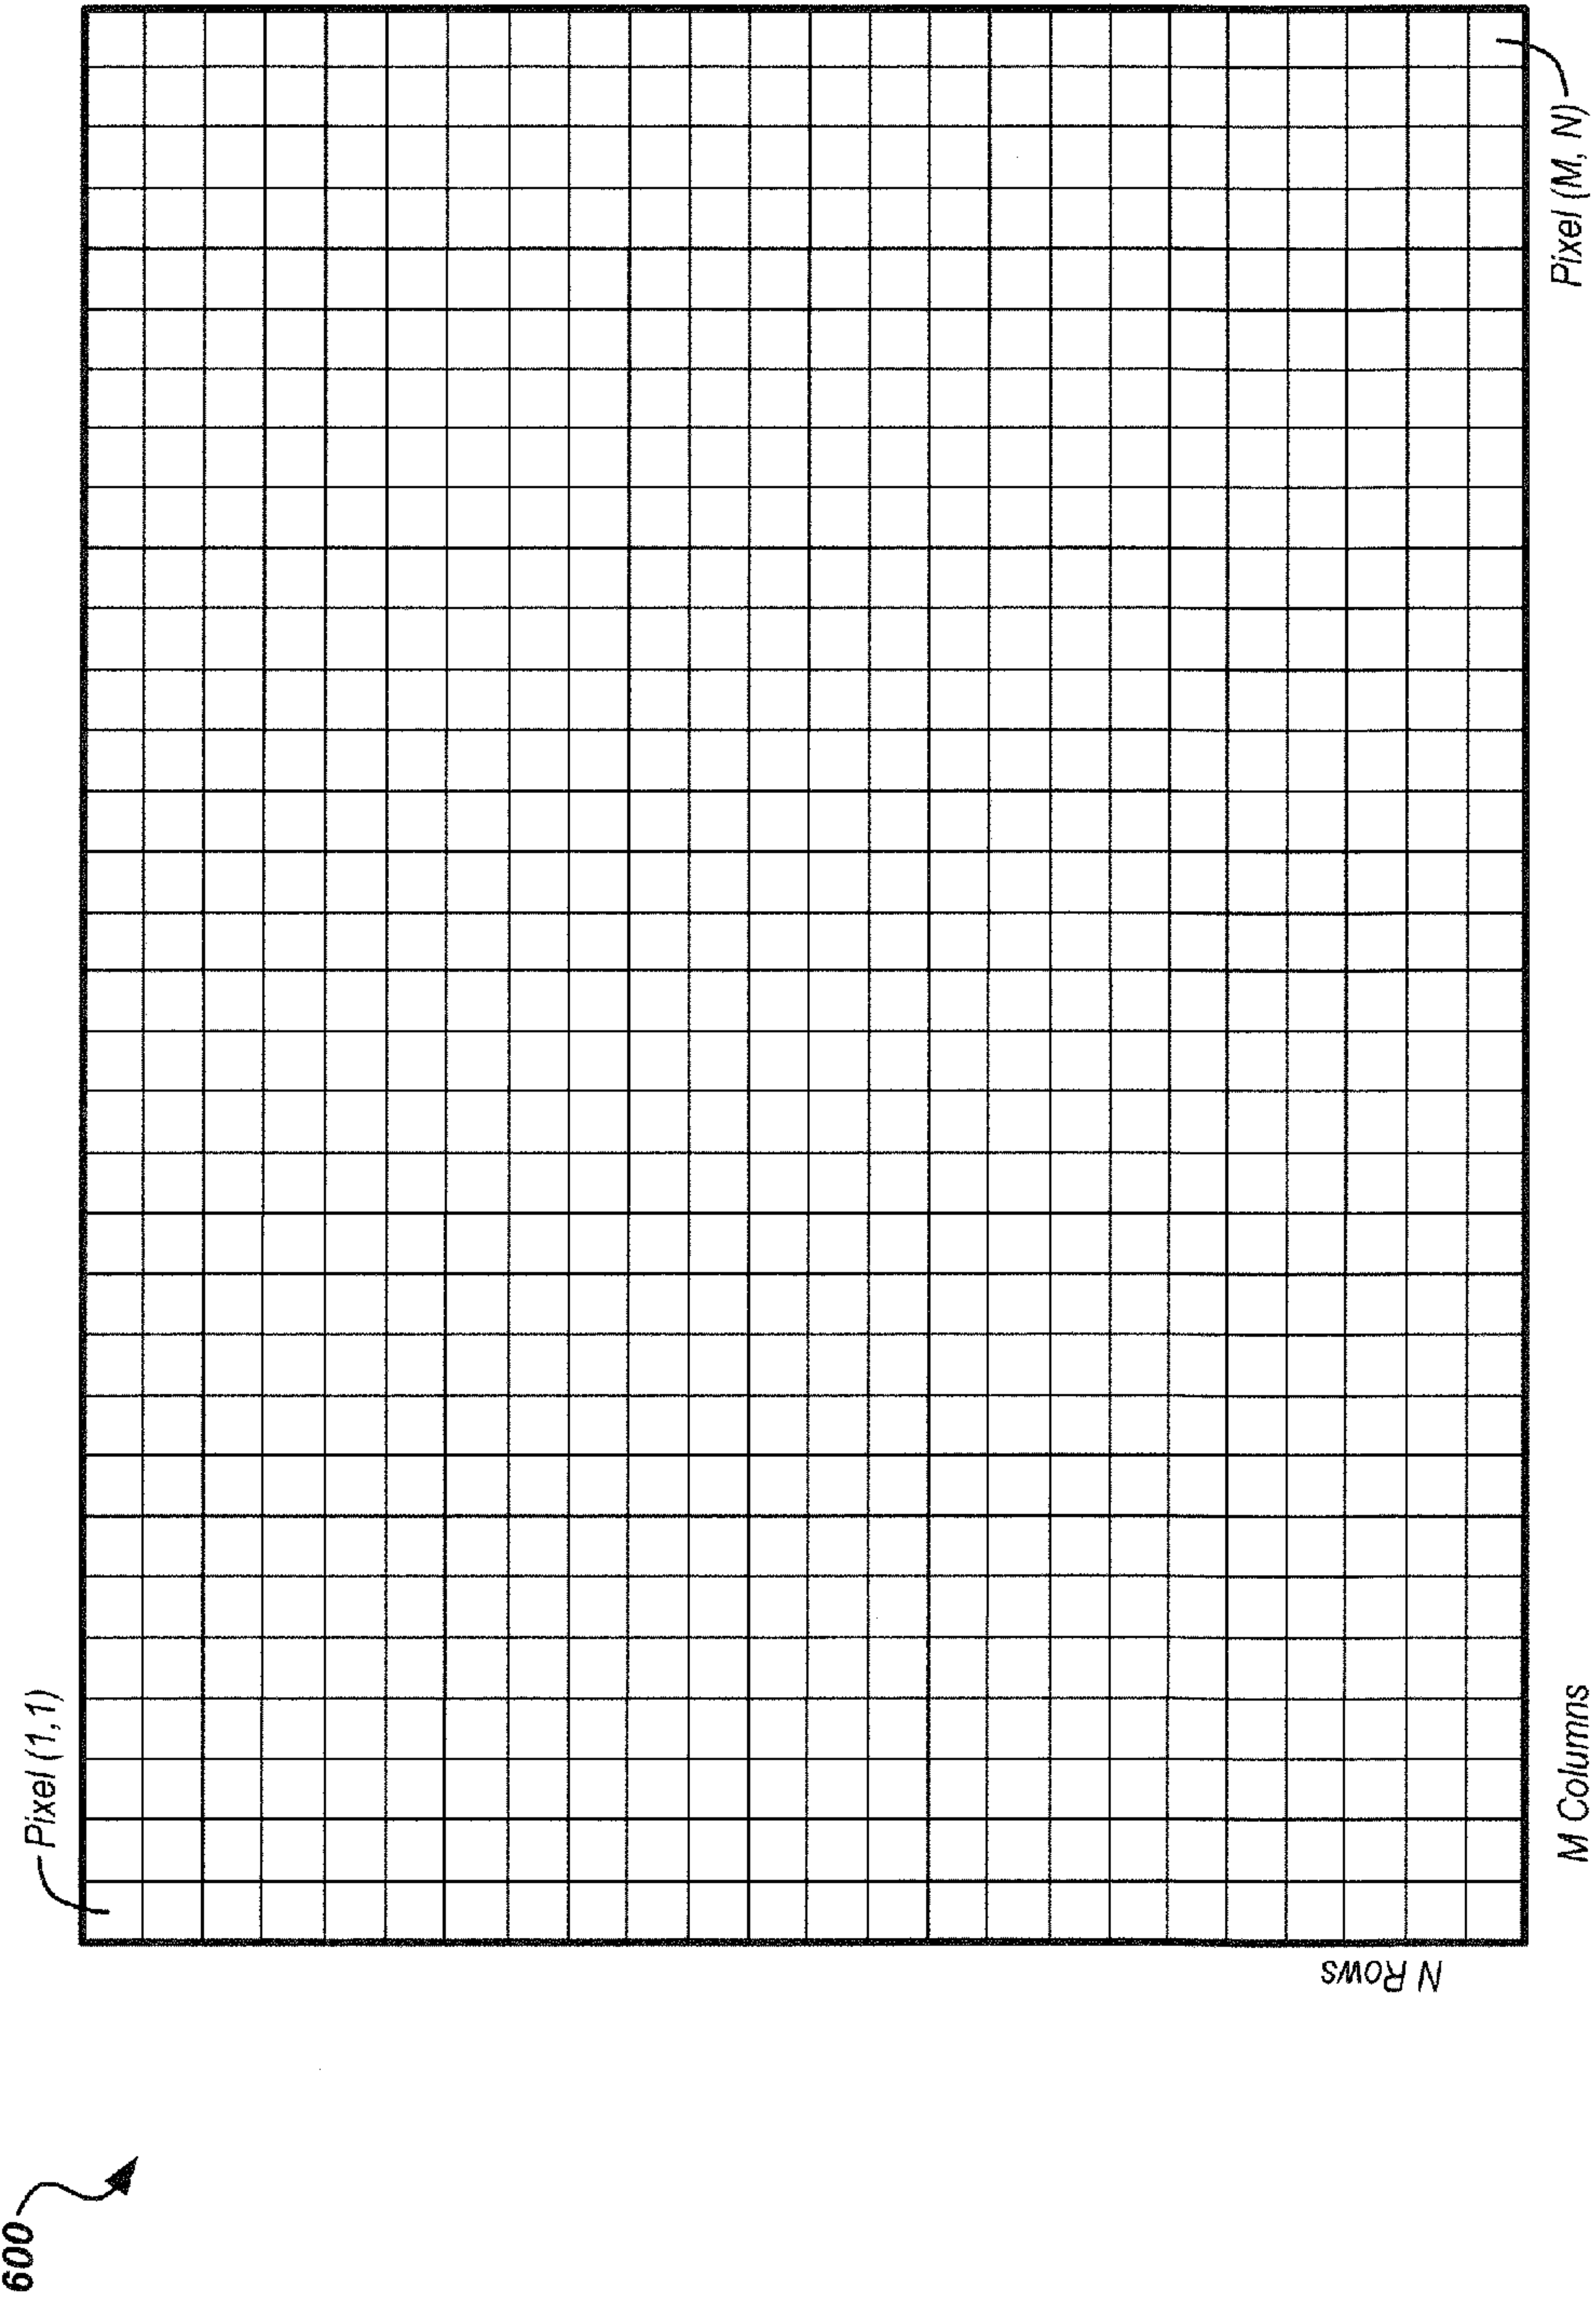 600
Pixel (1,1)
N Rows
M Columns
Pixel (M, N)